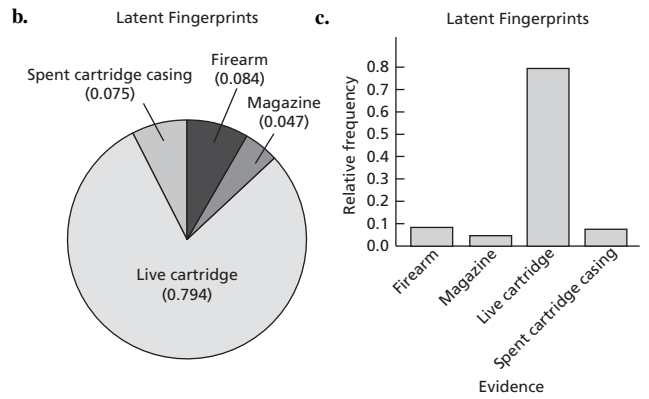 b.
Latent Fingerprints
Firearm
(0.084)
Spent cartridge casing
(0.075)
Magazine
(0.047)
Live cartridge
(0.794)
c.
Latent Fingerprints
Relative frequency
0.8
0.7
0.6
0.5
0.4
0.3
0.2
0.1
0.0
Firearm
Magazine
Live cartridge
Spent cartridge casing
Evidence